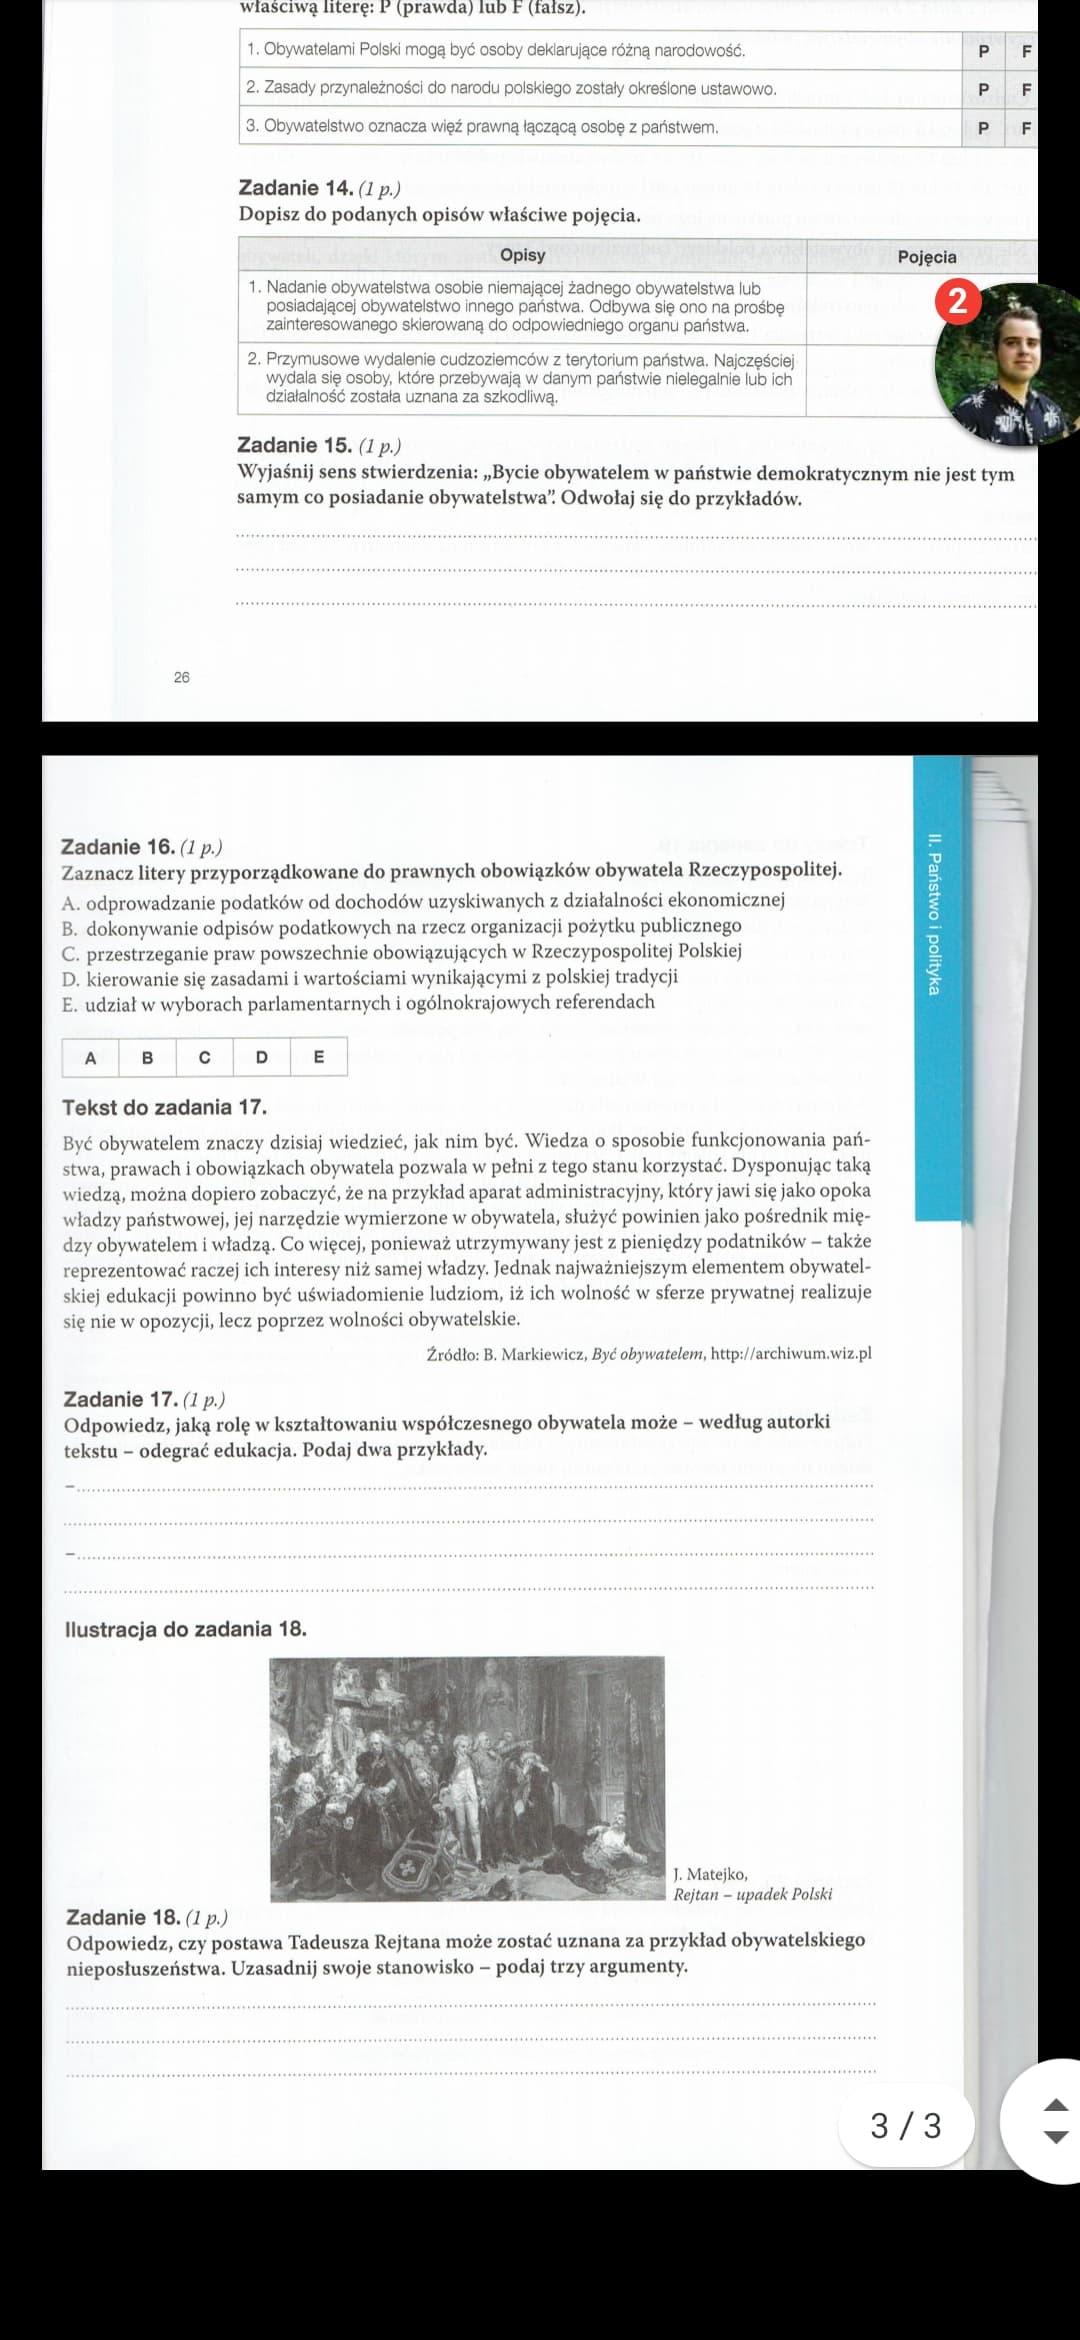 właściwą literę: P (prawda) lub F (fałsz).
1. Obywatelami Polski mogą być osoby deklarujące różną narodowość. P F
2. Zasady przynależności do narodu polskiego zostały określone ustawowo. P F
3. Obywatelstwo oznacza więź prawną łączącą osobę z państwem. P F
Zadanie 14. (1 p.)
Dopisz do podanych opisów właściwe pojęcia.
Opisy Pojęcia
1. Nadanie obywatelstwa osobie niemającej żadnego obywatelstwa lub
posiadającej obywatelstwo innego państwa. Odbywa się ono na prośbę
zainteresowanego skierowaną do odpowiedniego organu państwa.
2
2. Przymusowe wydalenie cudzoziemców z terytorium państwa. Najczęściej
wydala się osoby, które przebywają w danym państwie nielegalnie lub ich
działalność została uznana za szkodliwą.
Zadanie 15. (1 p.)
Wyjaśnij sens stwierdzenia: „Bycie obywatelem w państwie demokratycznym nie jest tym
samym co posiadanie obywatelstwa”. Odwołaj się do przykładów.
26
II. Państwo i polityka
Zadanie 16. (1 p.)
Zaznacz litery przyporządkowane do prawnych obowiązków obywatela Rzeczypospolitej.
A. odprowadzanie podatków od dochodów uzyskiwanych z działalności ekonomicznej
B. dokonywanie odpisów podatkowych na rzecz organizacji pożytku publicznego
C. przestrzeganie praw powszechnie obowiązujących w Rzeczypospolitej Polskiej
D. kierowanie się zasadami i wartościami wynikającymi z polskiej tradycji
E. udział w wyborach parlamentarnych i ogólnokrajowych referendach
A B C D E
Tekst do zadania 17.
Być obywatelem znaczy dzisiaj wiedzieć, jak nim być. Wiedza o sposobie funkcjonowania pań-
stwa, prawach i obowiązkach obywatela pozwala w pełni z tego stanu korzystać. Dysponując taką
wiedzą, można dopiero zobaczyć, że na przykład aparat administracyjny, który jawi się jako opoka
władzy państwowej, jej narzędzie wymierzone w obywatela, służyć powinien jako pośrednik mię-
dzy obywatelem i władzą. Co więcej, ponieważ utrzymywany jest z pieniędzy podatników – także
reprezentować raczej ich interesy niż samej władzy. Jednak najważniejszym elementem obywatel-
skiej edukacji powinno być uświadomienie ludziom, iż ich wolność w sferze prywatnej realizuje
się nie w opozycji, lecz poprzez wolności obywatelskie.
Źródło: B. Markiewicz, Być obywatelem, http://archiwum.wiz.pl
Zadanie 17. (1 p.)
Odpowiedz, jaką rolę w kształtowaniu współczesnego obywatela może – według autorki
tekstu – odegrać edukacja. Podaj dwa przykłady.
–
–
Ilustracja do zadania 18.
J. Matejko,
Rejtan – upadek Polski
Zadanie 18. (1 p.)
Odpowiedz, czy postawa Tadeusza Rejtana może zostać uznana za przykład obywatelskiego
nieposłuszeństwa. Uzasadnij swoje stanowisko – podaj trzy argumenty.
3 / 3